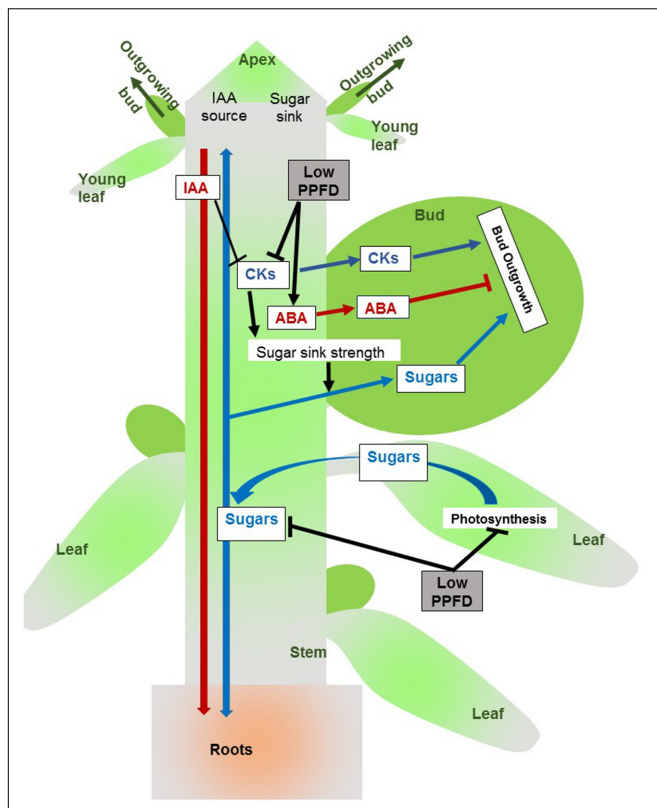 Apex
Outgrowing
bud
Outgrowing
bud
IAA
source
Sugar
sink
Young
leaf
Young
leaf
Low
PPFD
IAA
Bud
Bud Outgrowth
CKs
CKs
ABA
ABA
Sugar sink strength
Sugars
Sugars
Sugars
Photosynthesis
Leaf
Leaf
Low
PPFD
Stem
Leaf
Roots